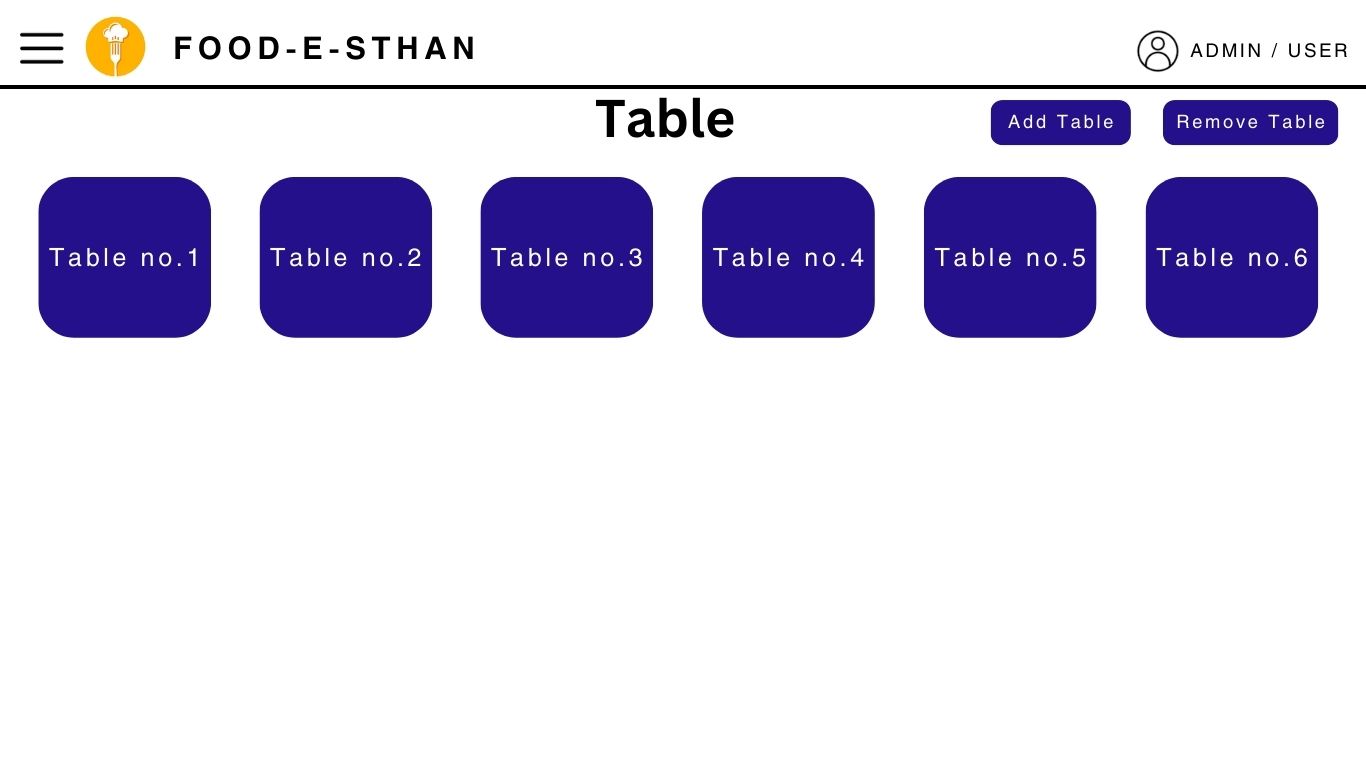 FOOD-E-STHAN
ADMIN / USER
Table
Add Table
Remove Table
Table no.1
Table no.2
Table no.3
Table no.4
Table no.5
Table no.6